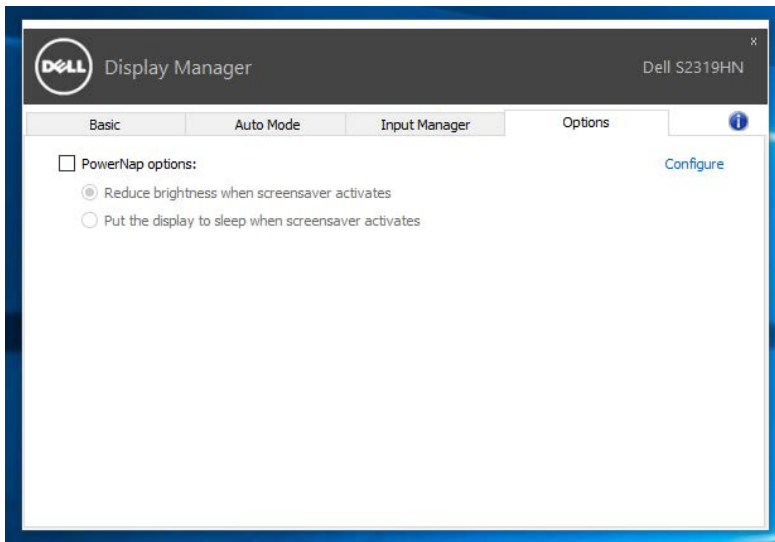 DELL Display Manager
x
Dell S2319HN
Basic Auto Mode Input Manager Options
PowerNap options: Configure
Reduce brightness when screensaver activates
Put the display to sleep when screensaver activates